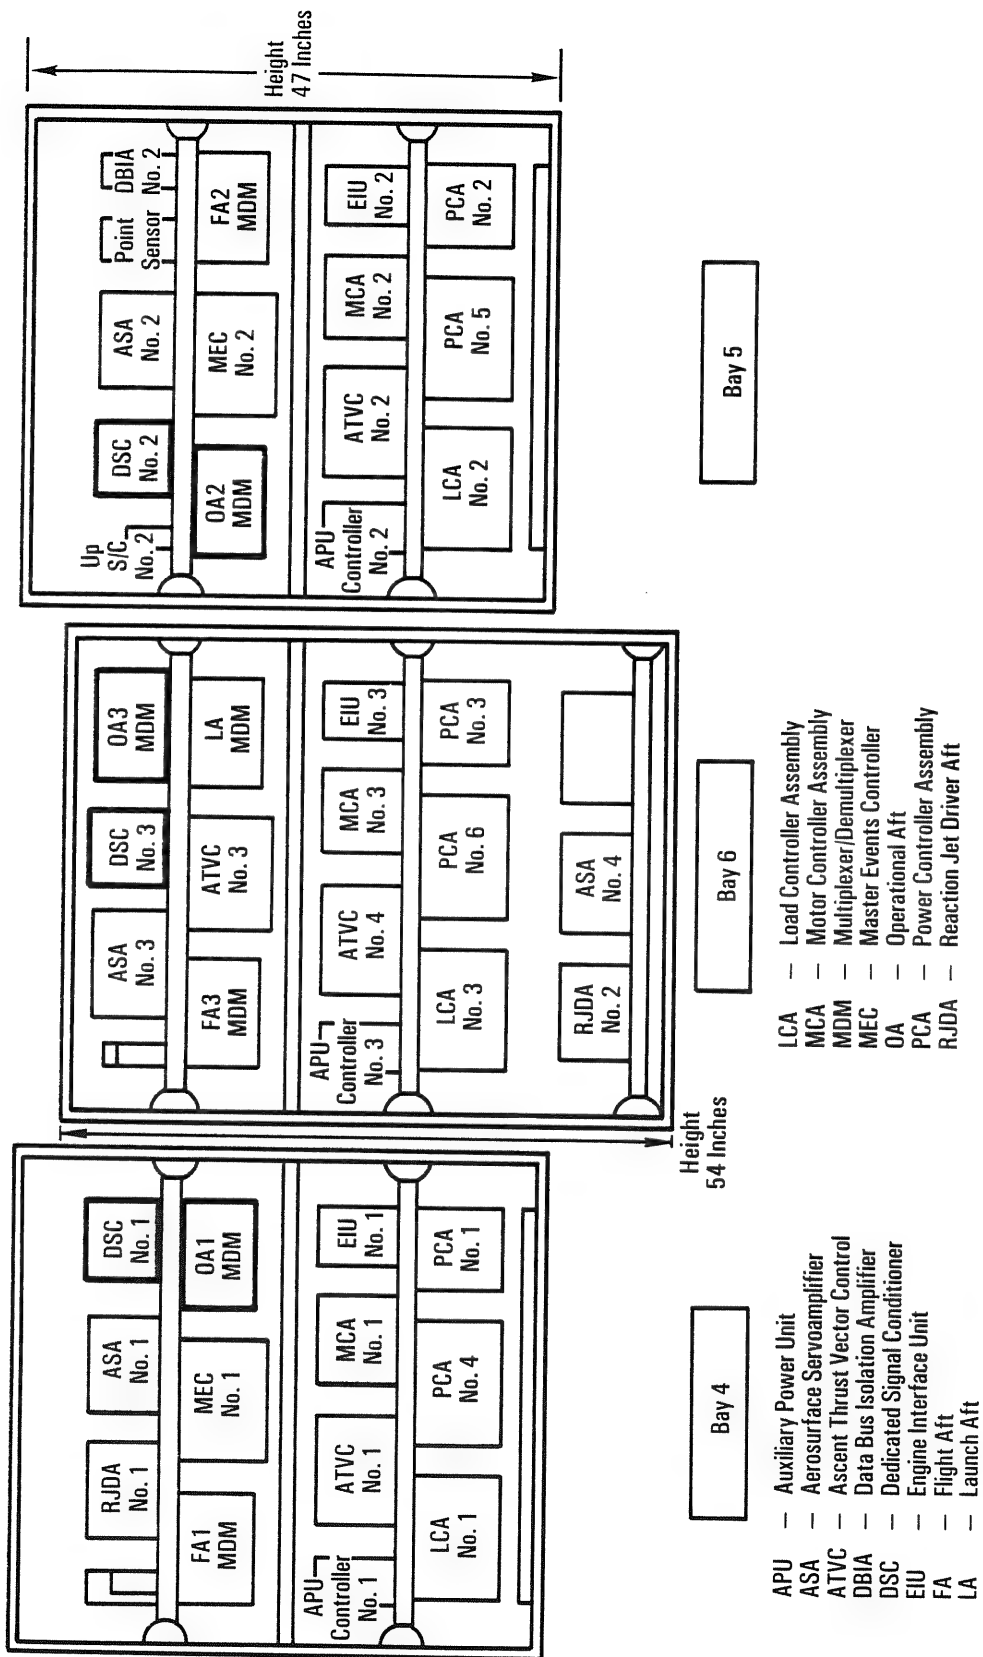 DSC
No. 1
ASA
No. 1
RJDA
No. 1
OA1
MDM
MEC
No. 1
FA1
MDM
EIU
No. 1
MCA
No. 1
ATVC
No. 1
APU
Controller
No. 1
PCA
No. 1
PCA
No. 4
LCA
No. 1
Bay 4
OA3
MDM
DSC
No. 3
ASA
No. 3
LA
MDM
ATVC
No. 3
FA3
MDM
EIU
No. 3
MCA
No. 3
ATVC
No. 4
APU
Controller
No. 3
PCA
No. 3
PCA
No. 6
LCA
No. 3
ASA
No. 4
RJDA
No. 2
Height
54 Inches
Bay 6
DBIA
No. 2
Point
Sensor
ASA
No. 2
DSC
No. 2
Up
S/C
No. 2
FA2
MDM
MEC
No. 2
OA2
MDM
EIU
No. 2
MCA
No. 2
ATVC
No. 2
APU
Controller
No. 2
PCA
No. 2
PCA
No. 5
LCA
No. 2
Height
47 Inches
Bay 5
APU – Auxiliary Power Unit
ASA – Aerosurface Servoamplifier
ATVC – Ascent Thrust Vector Control
DBIA – Data Bus Isolation Amplifier
DSC – Dedicated Signal Conditioner
EIU – Engine Interface Unit
FA – Flight Aft
LA – Launch Aft
LCA – Load Controller Assembly
MCA – Motor Controller Assembly
MDM – Multiplexer/Demultiplexer
MEC – Master Events Controller
OA – Operational Aft
PCA – Power Controller Assembly
RJDA – Reaction Jet Driver Aft